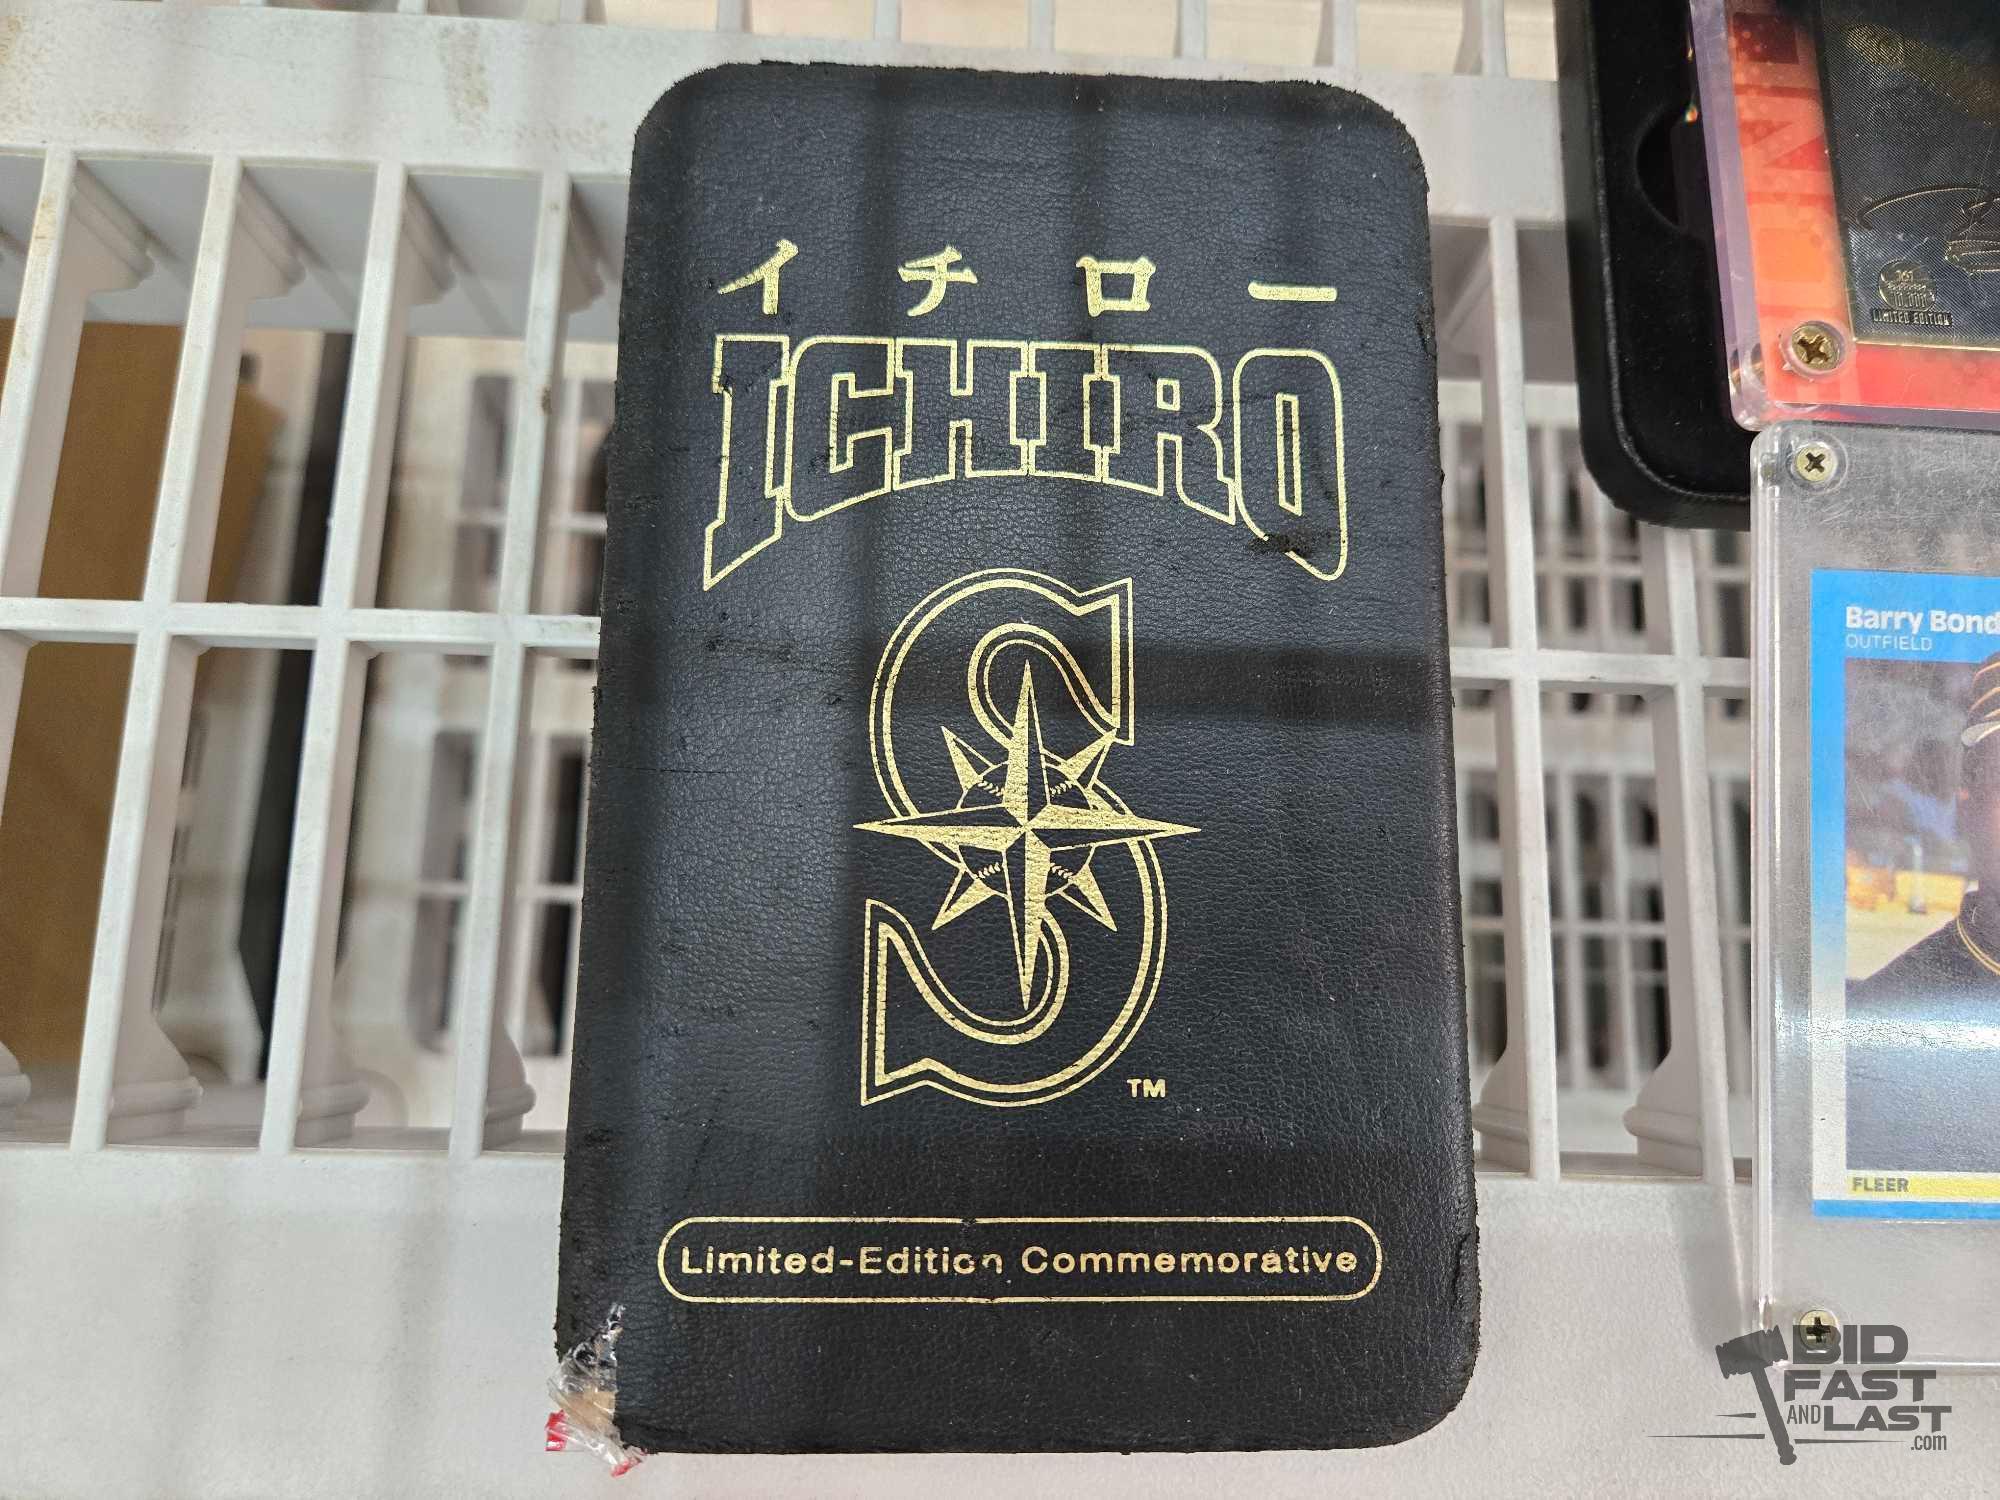 イチロー
ICHIRO
S
TM
Limited-Edition Commemorative
LIMITED EDITION
Barry Bond
OUTFIELD
FLEER
BID
FAST
AND LAST
.com